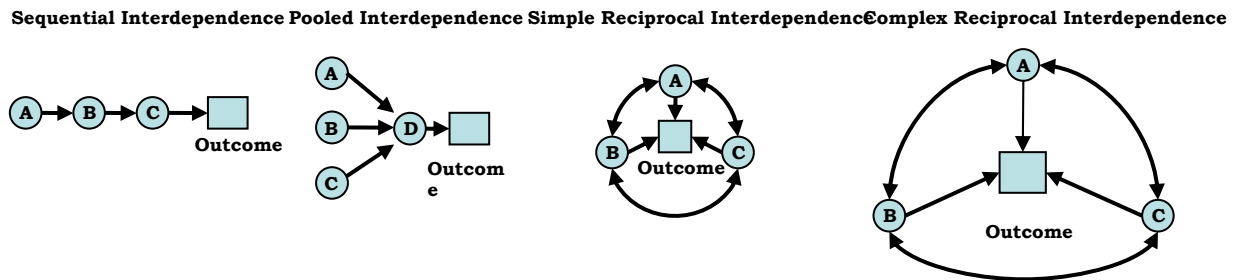 Sequential Interdependence
Pooled Interdependence
Simple Reciprocal Interdependence
Complex Reciprocal Interdependence
A
B
C
Outcome
A
B
C
D
Outcom
e
A
B
C
Outcome
A
B
C
Outcome